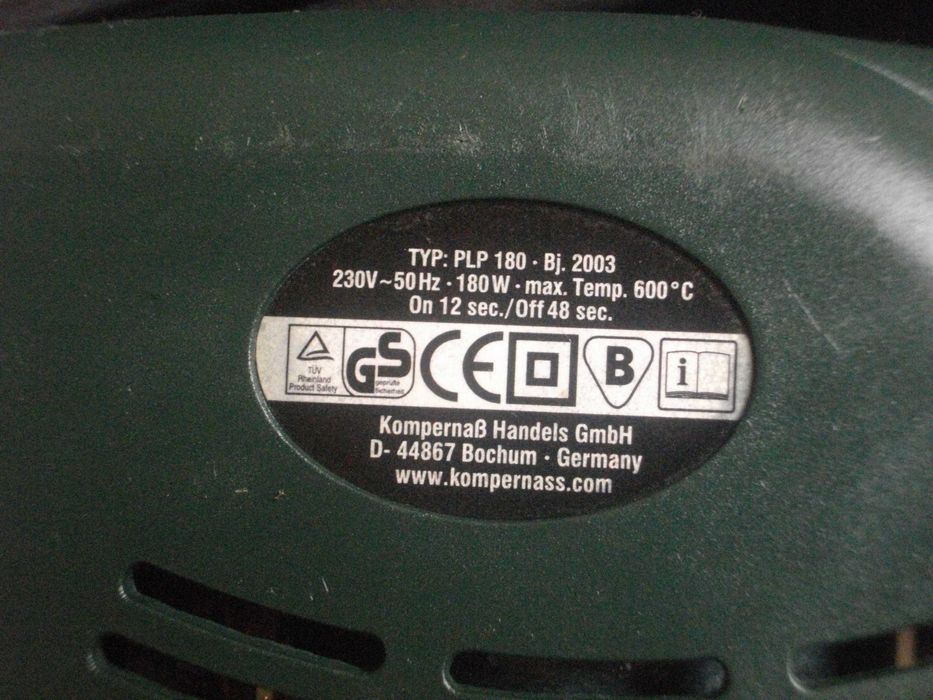 TYP: PLP 180 · Bj. 2003
230V~50Hz · 180W · max. Temp. 600°C
On 12 sec./Off 48 sec.
TÜV
Rheinland
Product Safety
GS
geprüfte
Sicherheit
CE
B
i
Kompernaß Handels GmbH
D- 44867 Bochum · Germany
www.kompernass.com